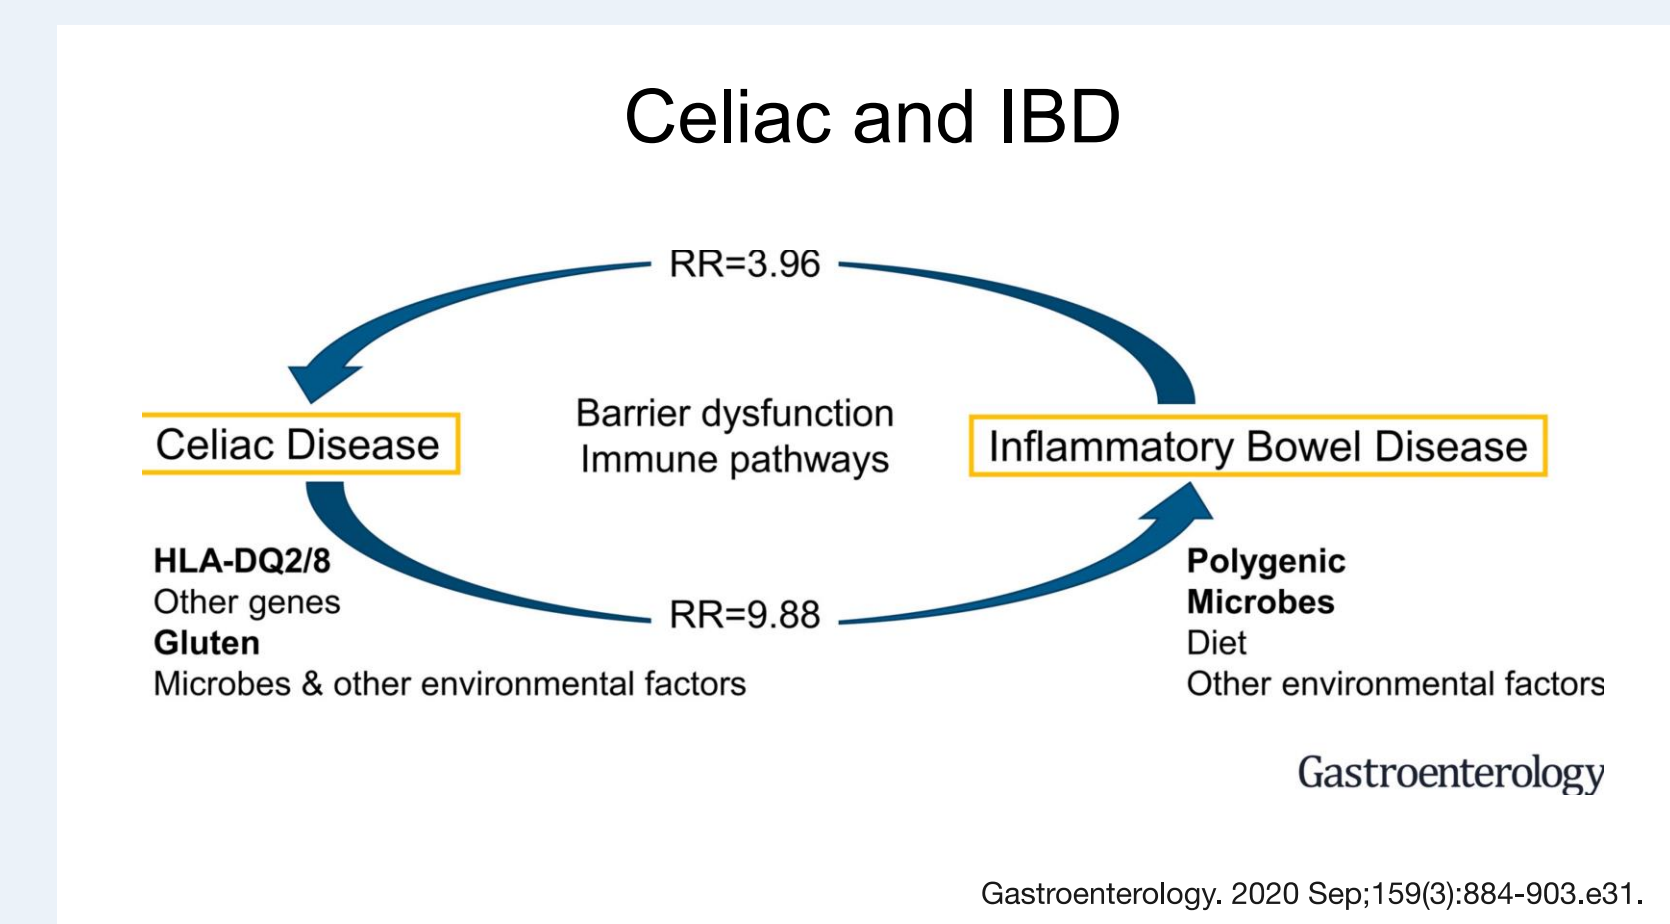 Celiac and IBD
RR=3.96
Barrier dysfunction
Immune pathways
Celiac Disease
Inflammatory Bowel Disease
HLA-DQ2/8
Other genes
Gluten
Microbes & other environmental factors
RR=9.88
Polygenic
Microbes
Diet
Other environmental factors
Gastroenterology
Gastroenterology. 2020 Sep;159(3):884-903.e31.